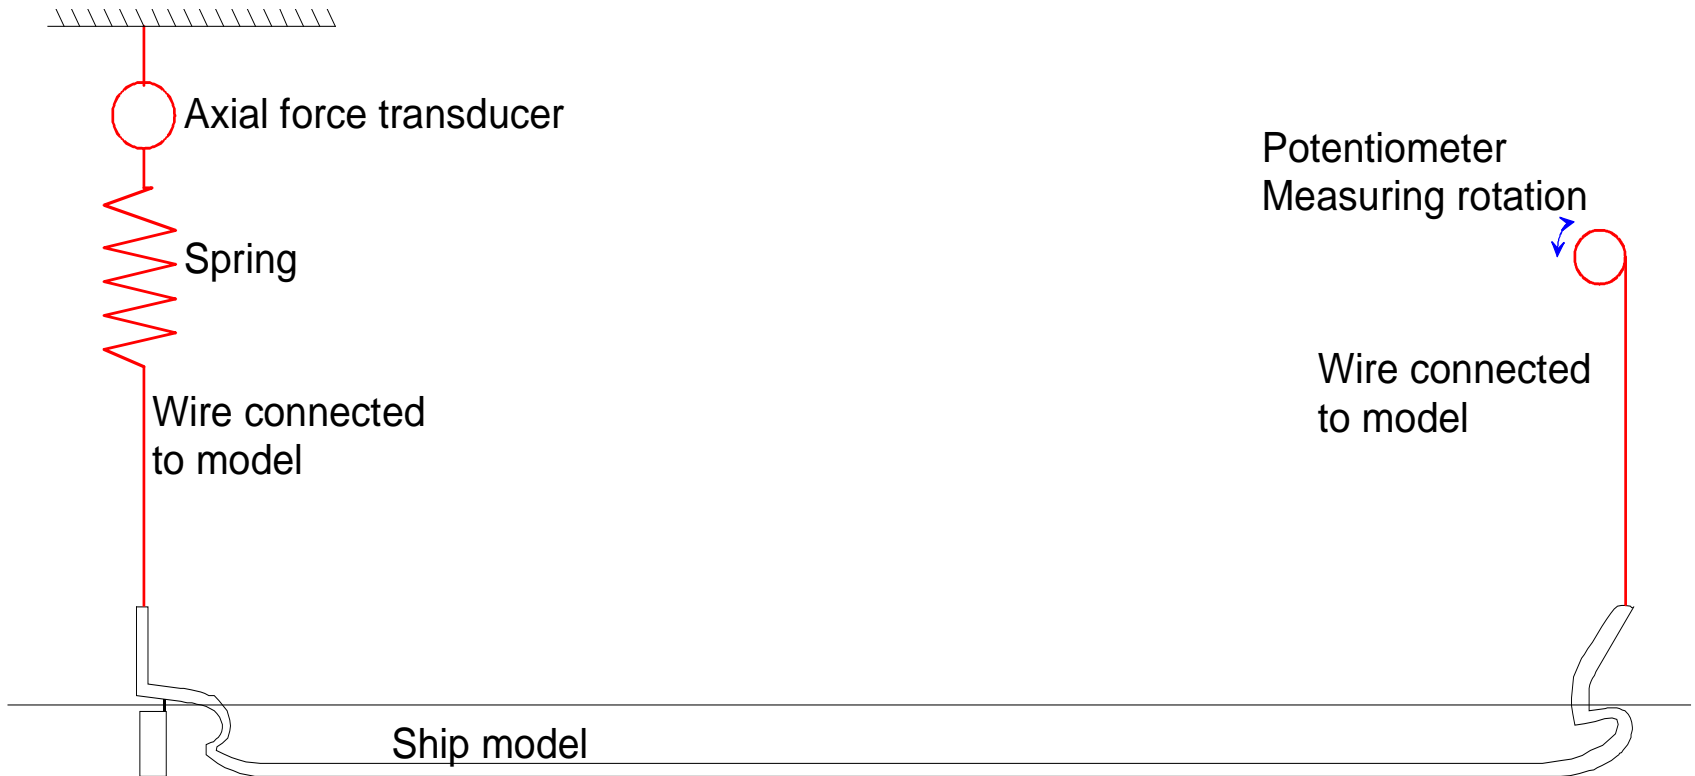 Axial force transducer
Potentiometer
Measuring rotation
Spring
Wire connected
to model
Wire connected
to model
Ship model